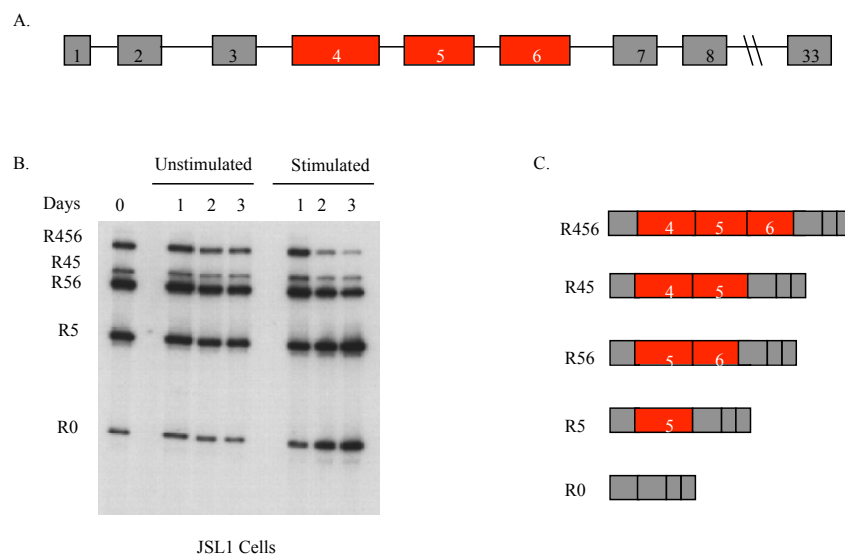 A.
1 2 3 4 5 6 7 8 33
B.
Unstimulated Stimulated
Days 0 1 2 3 1 2 3
R456
R45
R56
R5
R0
JSL1 Cells
C.
R456 4 5 6
R45 4 5
R56 5 6
R5 5
R0